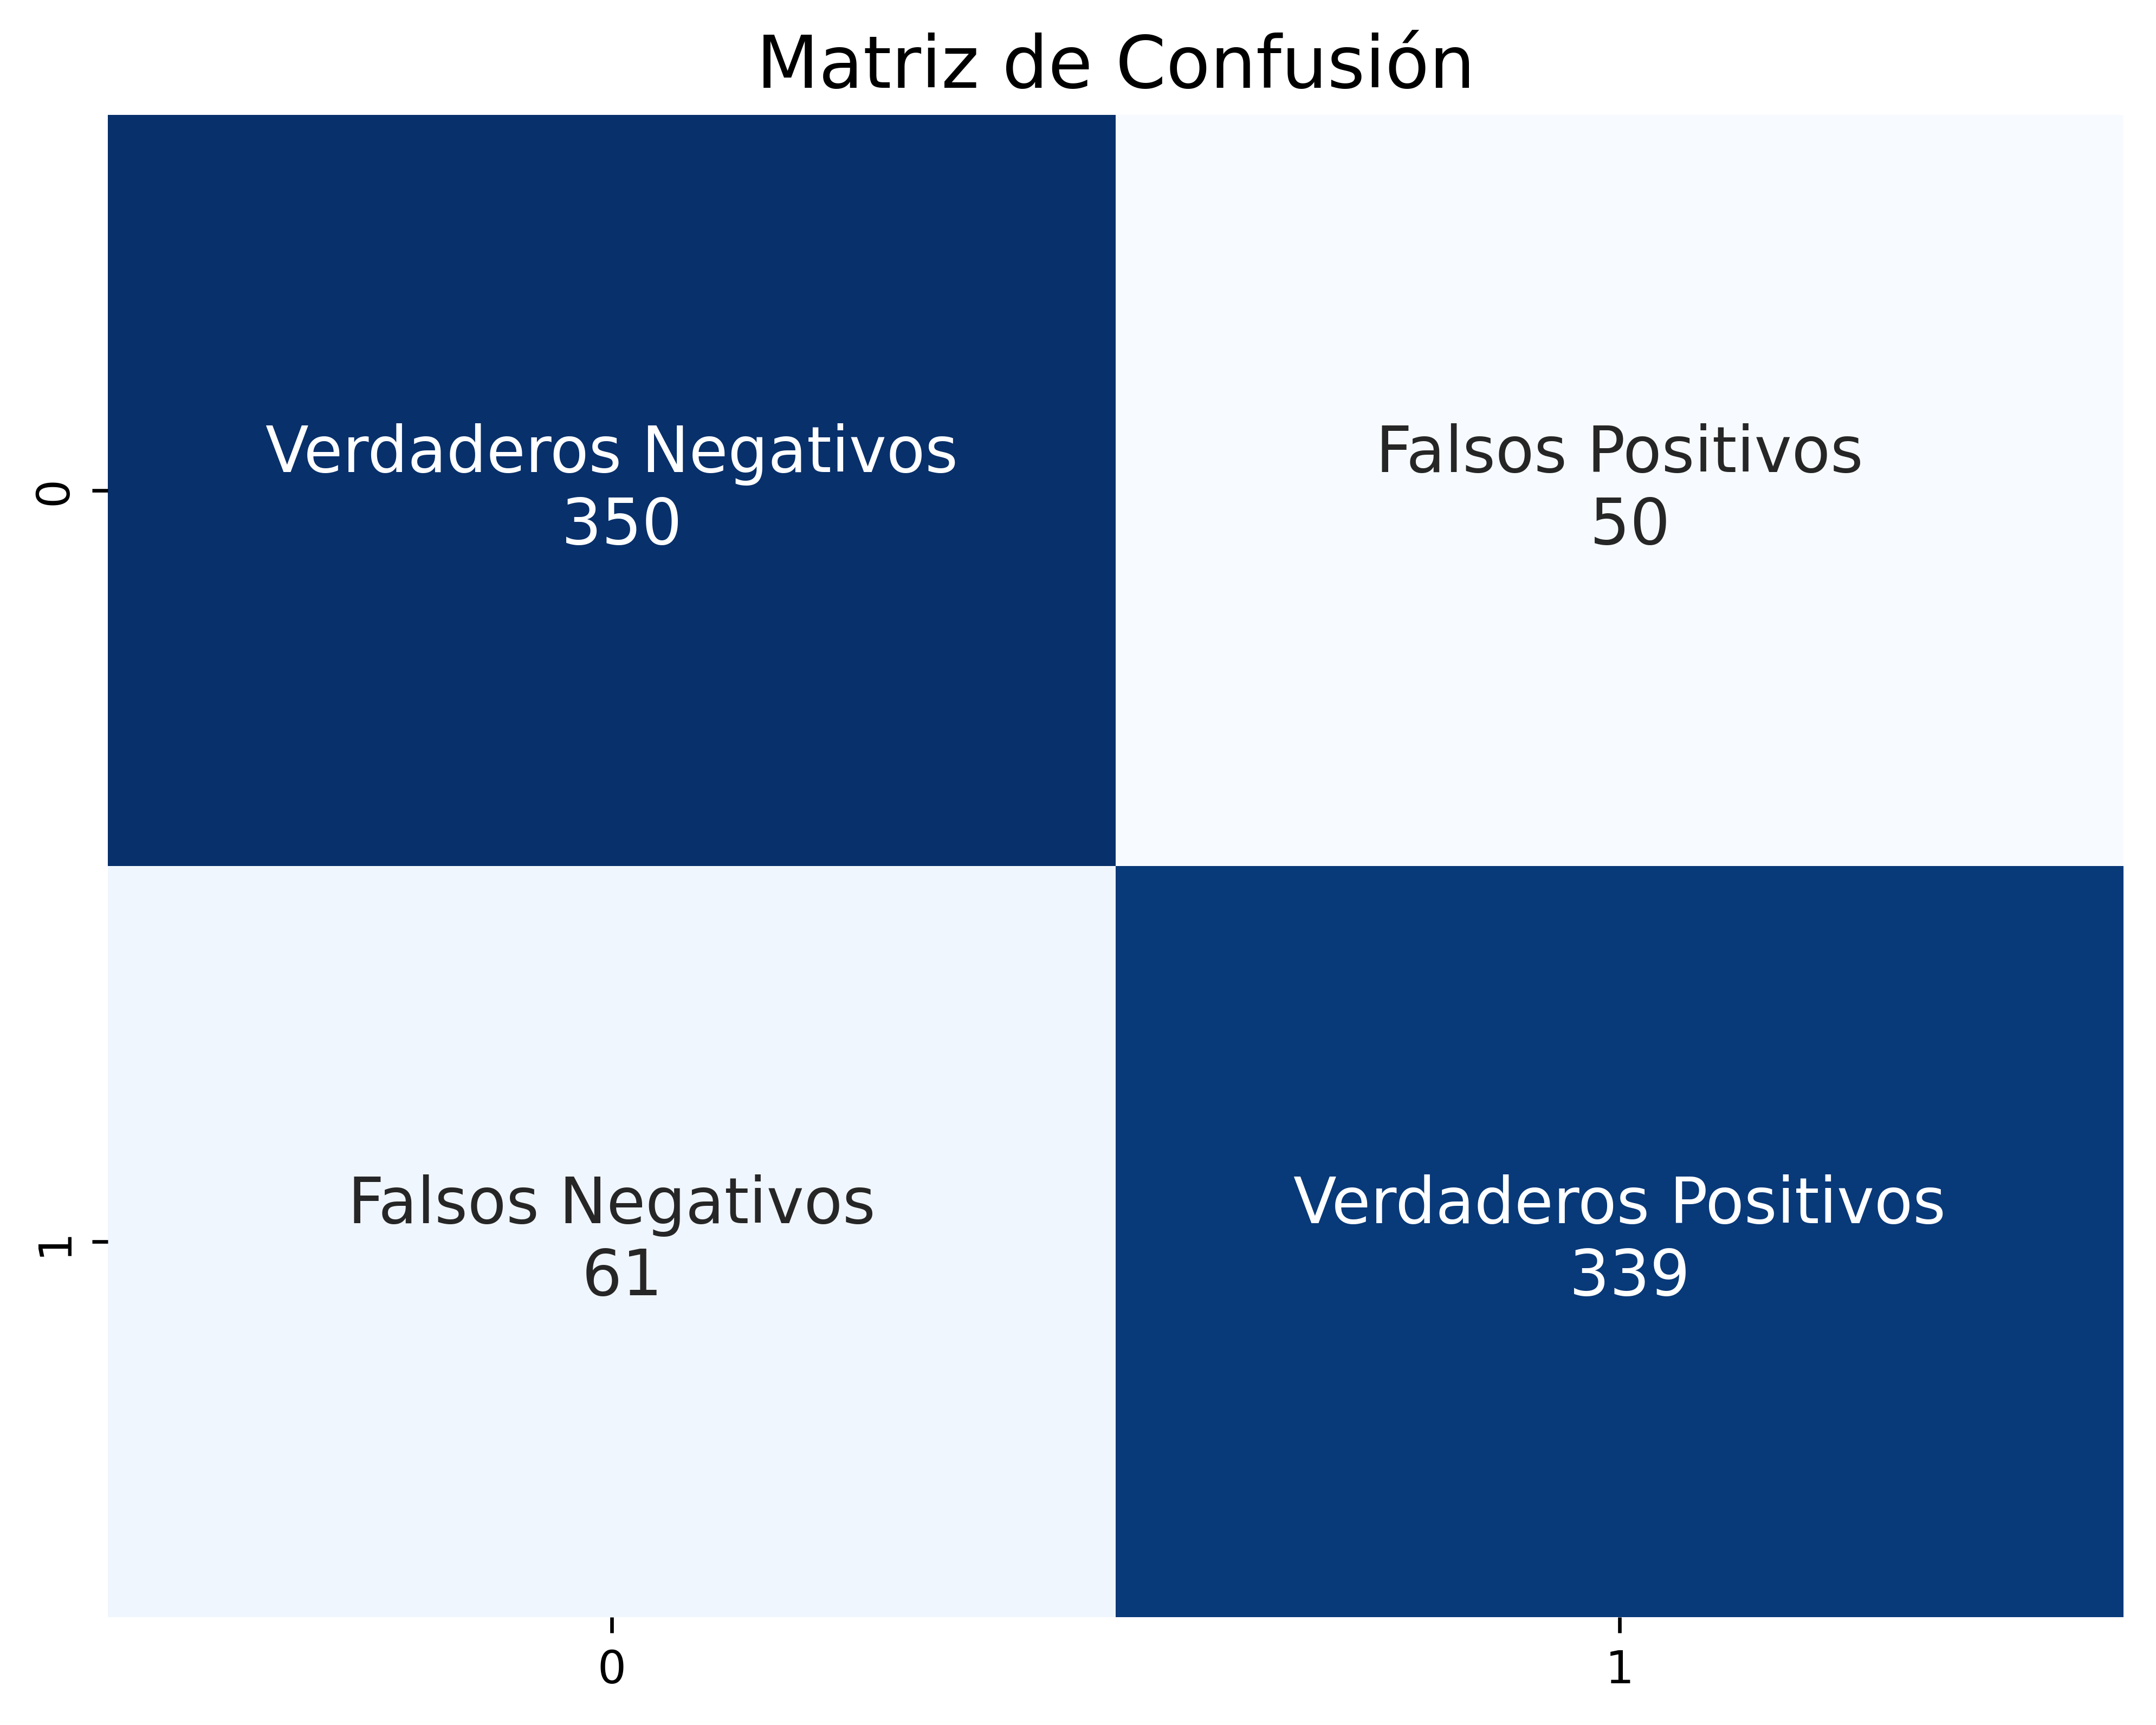 Matriz de Confusión
Verdaderos Negativos
350
Falsos Positivos
50
0
Falsos Negativos
61
Verdaderos Positivos
339
1
0
1